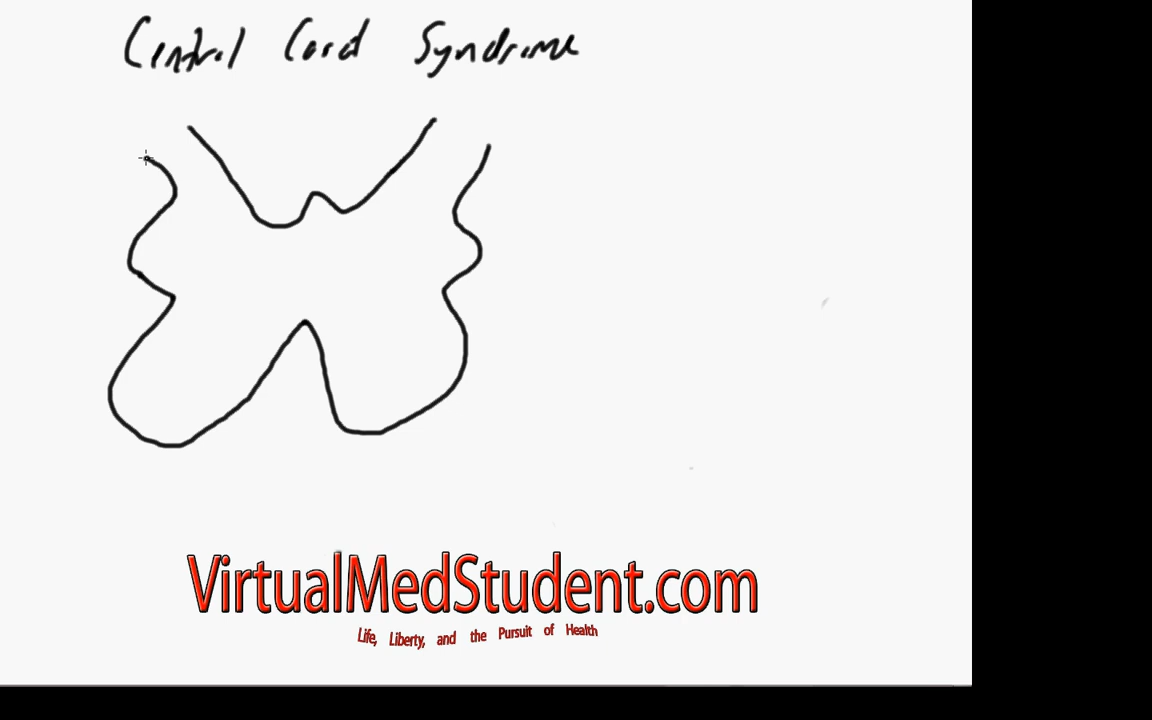 Central Cord Syndrome
VirtualMedStudent.com
Life, Liberty, and the Pursuit of Health